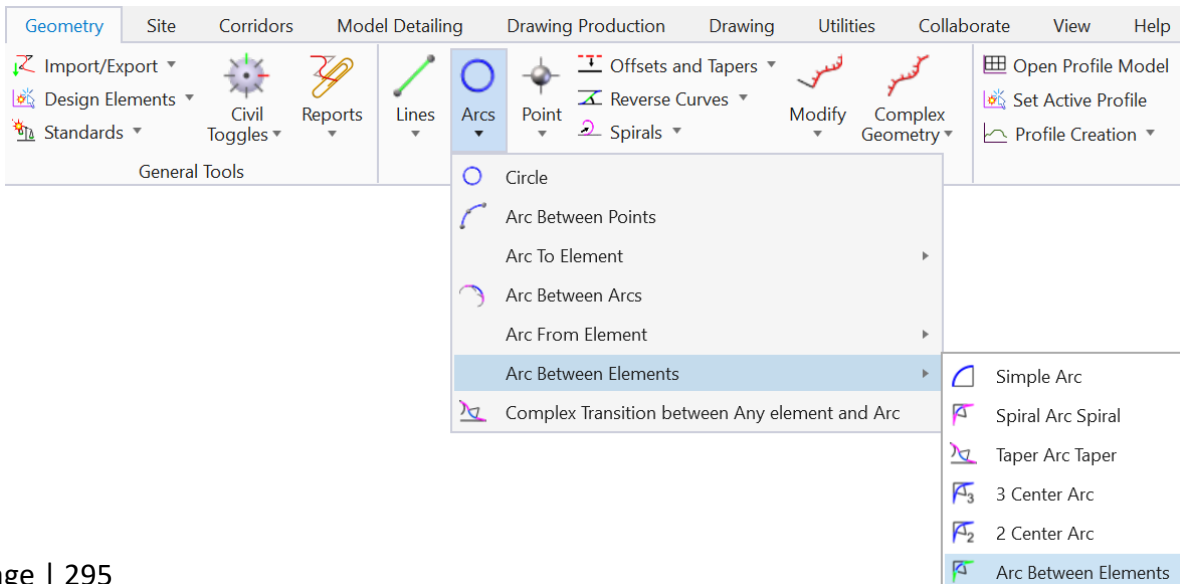 Geometry Site Corridors Model Detailing Drawing Production Drawing Utilities Collaborate View Help
Import/Export
Design Elements
Standards
Civil
Toggles
Reports
General Tools
Lines
Arcs
Point
Offsets and Tapers
Reverse Curves
Spirals
Modify
Complex
Geometry
Open Profile Model
Set Active Profile
Profile Creation
Circle
Arc Between Points
Arc To Element
Arc Between Arcs
Arc From Element
Arc Between Elements
Complex Transition between Any element and Arc
Simple Arc
Spiral Arc Spiral
Taper Arc Taper
3 Center Arc
2 Center Arc
Arc Between Elements
ge | 295